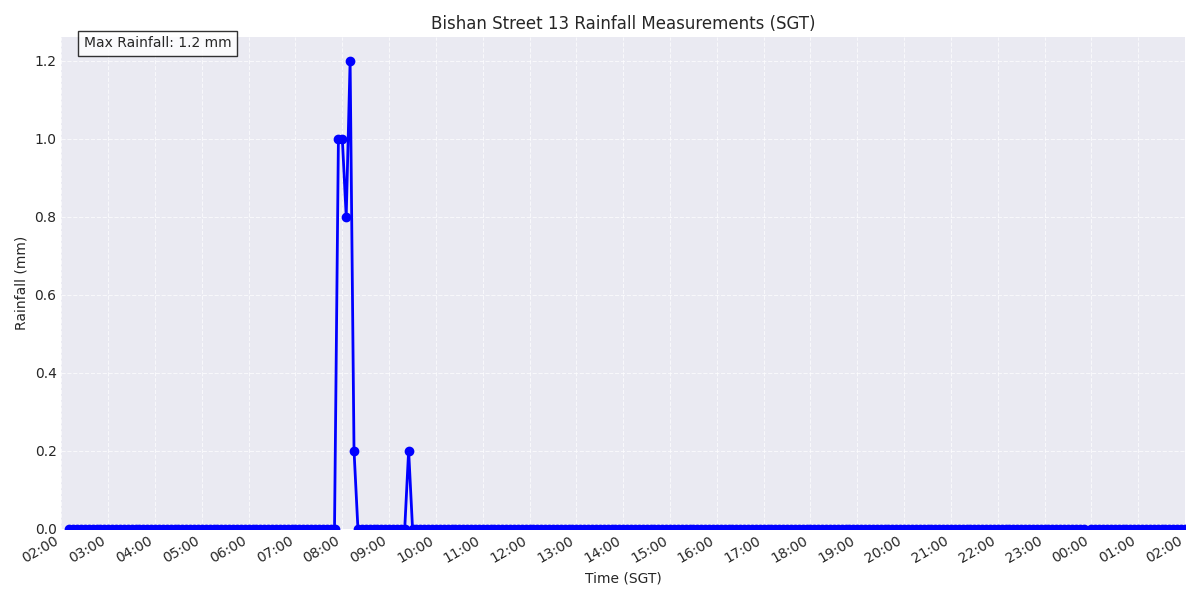 Bishan Street 13 Rainfall Measurements (SGT)
Max Rainfall: 1.2 mm
1.2
1.0
0.8
0.6
0.4
0.2
0.0
Rainfall (mm)
02:00 03:00 04:00 05:00 06:00 07:00 08:00 09:00 10:00 11:00 12:00 13:00 14:00 15:00 16:00 17:00 18:00 19:00 20:00 21:00 22:00 23:00 00:00 01:00 02:00
Time (SGT)